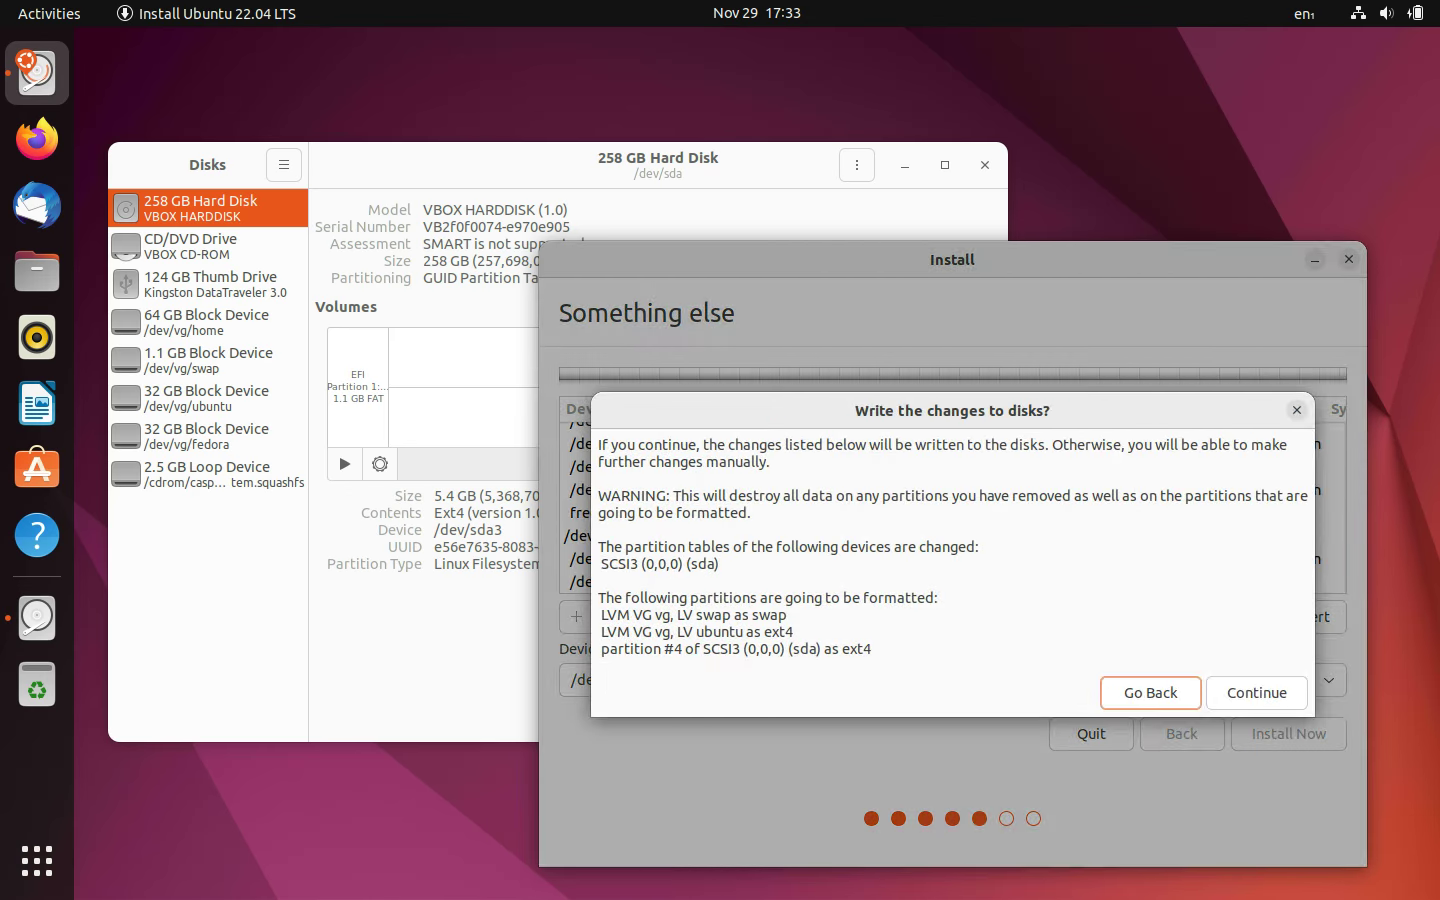 Activities
Install Ubuntu 22.04 LTS
Nov 29 17:33
en₁
Disks
258 GB Hard Disk
/dev/sda
258 GB Hard Disk
VBOX HARDDISK
CD/DVD Drive
VBOX CD-ROM
124 GB Thumb Drive
Kingston DataTraveler 3.0
64 GB Block Device
/dev/vg/home
1.1 GB Block Device
/dev/vg/swap
32 GB Block Device
/dev/vg/ubuntu
32 GB Block Device
/dev/vg/fedora
2.5 GB Loop Device
/cdrom/casp… tem.squashfs
Model VBOX HARDDISK (1.0)
Serial Number VB2f0f0074-e970e905
Assessment SMART is not supported
Size 258 GB (257,698,0
Partitioning GUID Partition Ta
Volumes
EFI
Partition 1:…
1.1 GB FAT
Size 5.4 GB (5,368,70
Contents Ext4 (version 1.0
Device /dev/sda3
UUID e56e7635-8083-
Partition Type Linux Filesystem
Install
Something else
Dev
Sy
/de
/de
/de
fre
/dev
/de
/de
+
ert
Devic
/de
Write the changes to disks?
If you continue, the changes listed below will be written to the disks. Otherwise, you will be able to make
further changes manually.
WARNING: This will destroy all data on any partitions you have removed as well as on the partitions that are
going to be formatted.
The partition tables of the following devices are changed:
SCSI3 (0,0,0) (sda)
The following partitions are going to be formatted:
LVM VG vg, LV swap as swap
LVM VG vg, LV ubuntu as ext4
partition #4 of SCSI3 (0,0,0) (sda) as ext4
Go Back
Continue
Quit
Back
Install Now